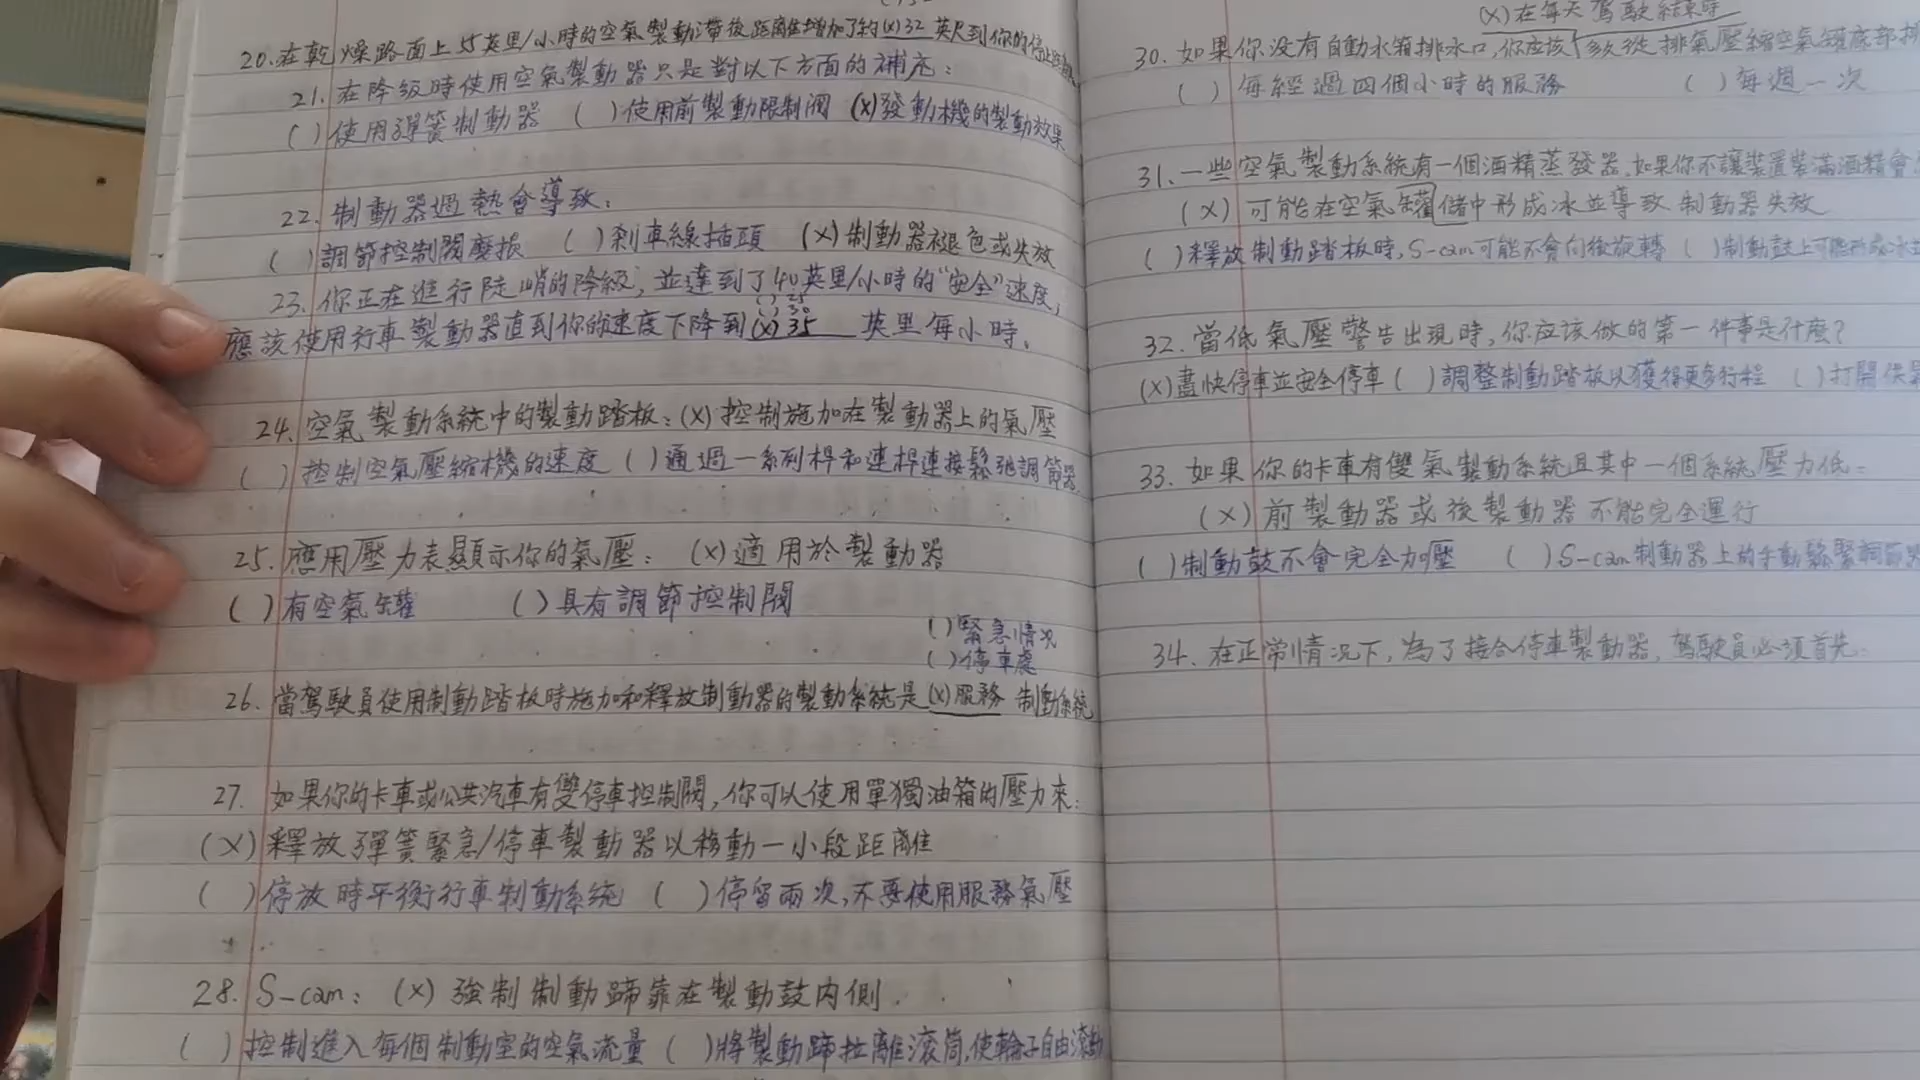 20.在乾燥路面上55英里/小時的空氣製動滯後距離增加了約(x)32 英尺到你的停止
21. 在降級時使用空氣製動器只是對以下方面的補充:
( )使用彈簧制動器 ( )使用前製動限制閥 (x)發動機的製動效果
22. 制動器過熱會導致:
( )調節控制閥磨損 ( )剎車線插頭 (x)制動器褪色或失效
23. 你正在進行陡峭的降級,並達到了40英里/小時的“安全”速度,
( )25
( )30
應該使用行車製動器直到你的速度下降到(x)35 英里每小時。
24. 空氣製動系統中的製動踏板:(x)控制施加在製動器上的氣壓
( )控制空氣壓縮機的速度 ( )通過一系列桿和連桿連接鬆弛調節器
25. 應用壓力表顯示你的氣壓: (x)適用於製動器
( )有空氣罐 ( )具有調節控制閥
( )緊急情況
( )停車處
26. 當駕駛員使用制動踏板時施加和釋放制動器的製動系統是(x)服務 制動系統
27. 如果你的卡車或公共汽車有雙停車控制閥,你可以使用單獨油箱的壓力來:
(x)釋放彈簧緊急/停車製動器以移動一小段距離
( )停放時平衡行車制動系統 ( )停留兩次,不要使用服務氣壓
28. S-cam: (x)強制制動蹄靠在製動鼓內側
( )控制進入每個制動室的空氣流量 ( )將製動蹄拉離滾筒,使輪子自由滾動
(x)在每天駕駛結束時
30. 如果你沒有自動水箱排水口,你應該 多次從排氣壓縮空氣罐底部排
( )每經過四個小時的服務 ( )每週一次
31. 一些空氣製動系統有一個酒精蒸發器.如果你不讓裝置裝滿酒精會
(x)可能在空氣罐儲中形成冰並導致制動器失效
( )釋放制動踏板時,S-cam可能不會向後旋轉 ( )制動鼓上可能形成冰
32. 當低氣壓警告出現時,你應該做的第一件事是什麼?
(x)盡快停車並安全停車 ( )調整制動踏板以獲得更多行程 ( )打開
33. 如果你的卡車有雙氣製動系統且其中一個系統壓力低:
(x)前製動器或後製動器不能完全運行
( )制動鼓不會完全加壓 ( )S-cam制動器上的手動鬆緊調節器
34. 在正常情況下,為了接合停車製動器,駕駛員必須首先: